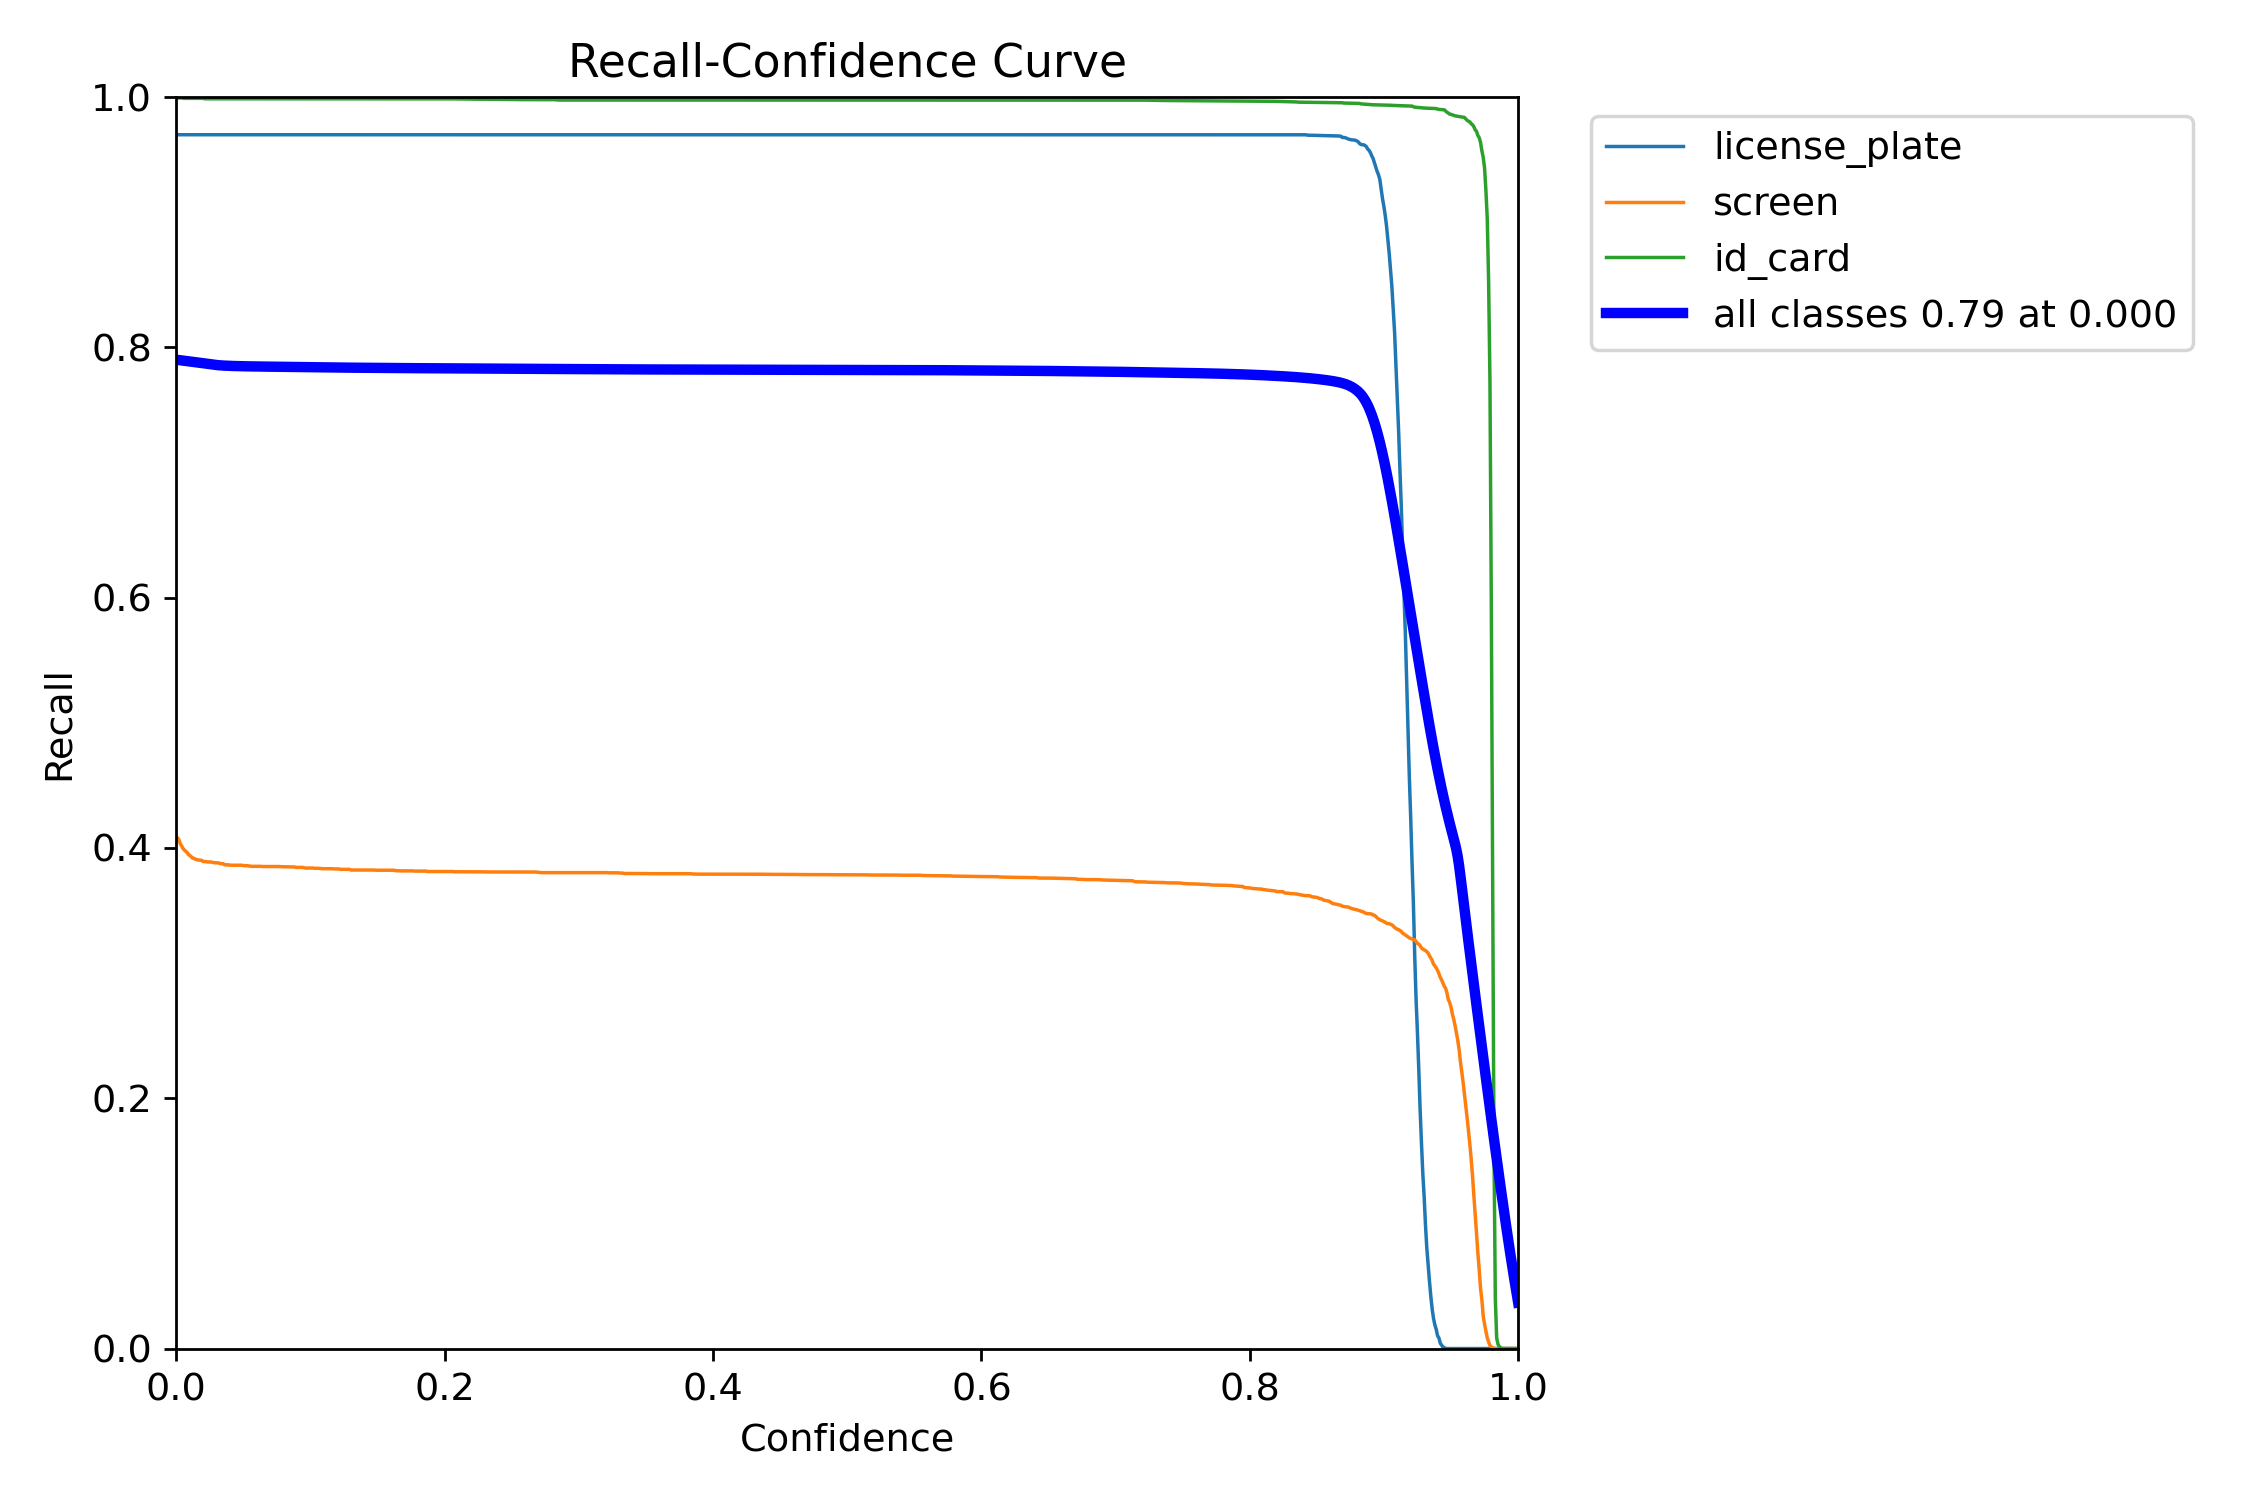 Recall-Confidence Curve
1.0
0.8
0.6
0.4
0.2
0.0
Recall
0.0 0.2 0.4 0.6 0.8 1.0
Confidence
license_plate
screen
id_card
all classes 0.79 at 0.000